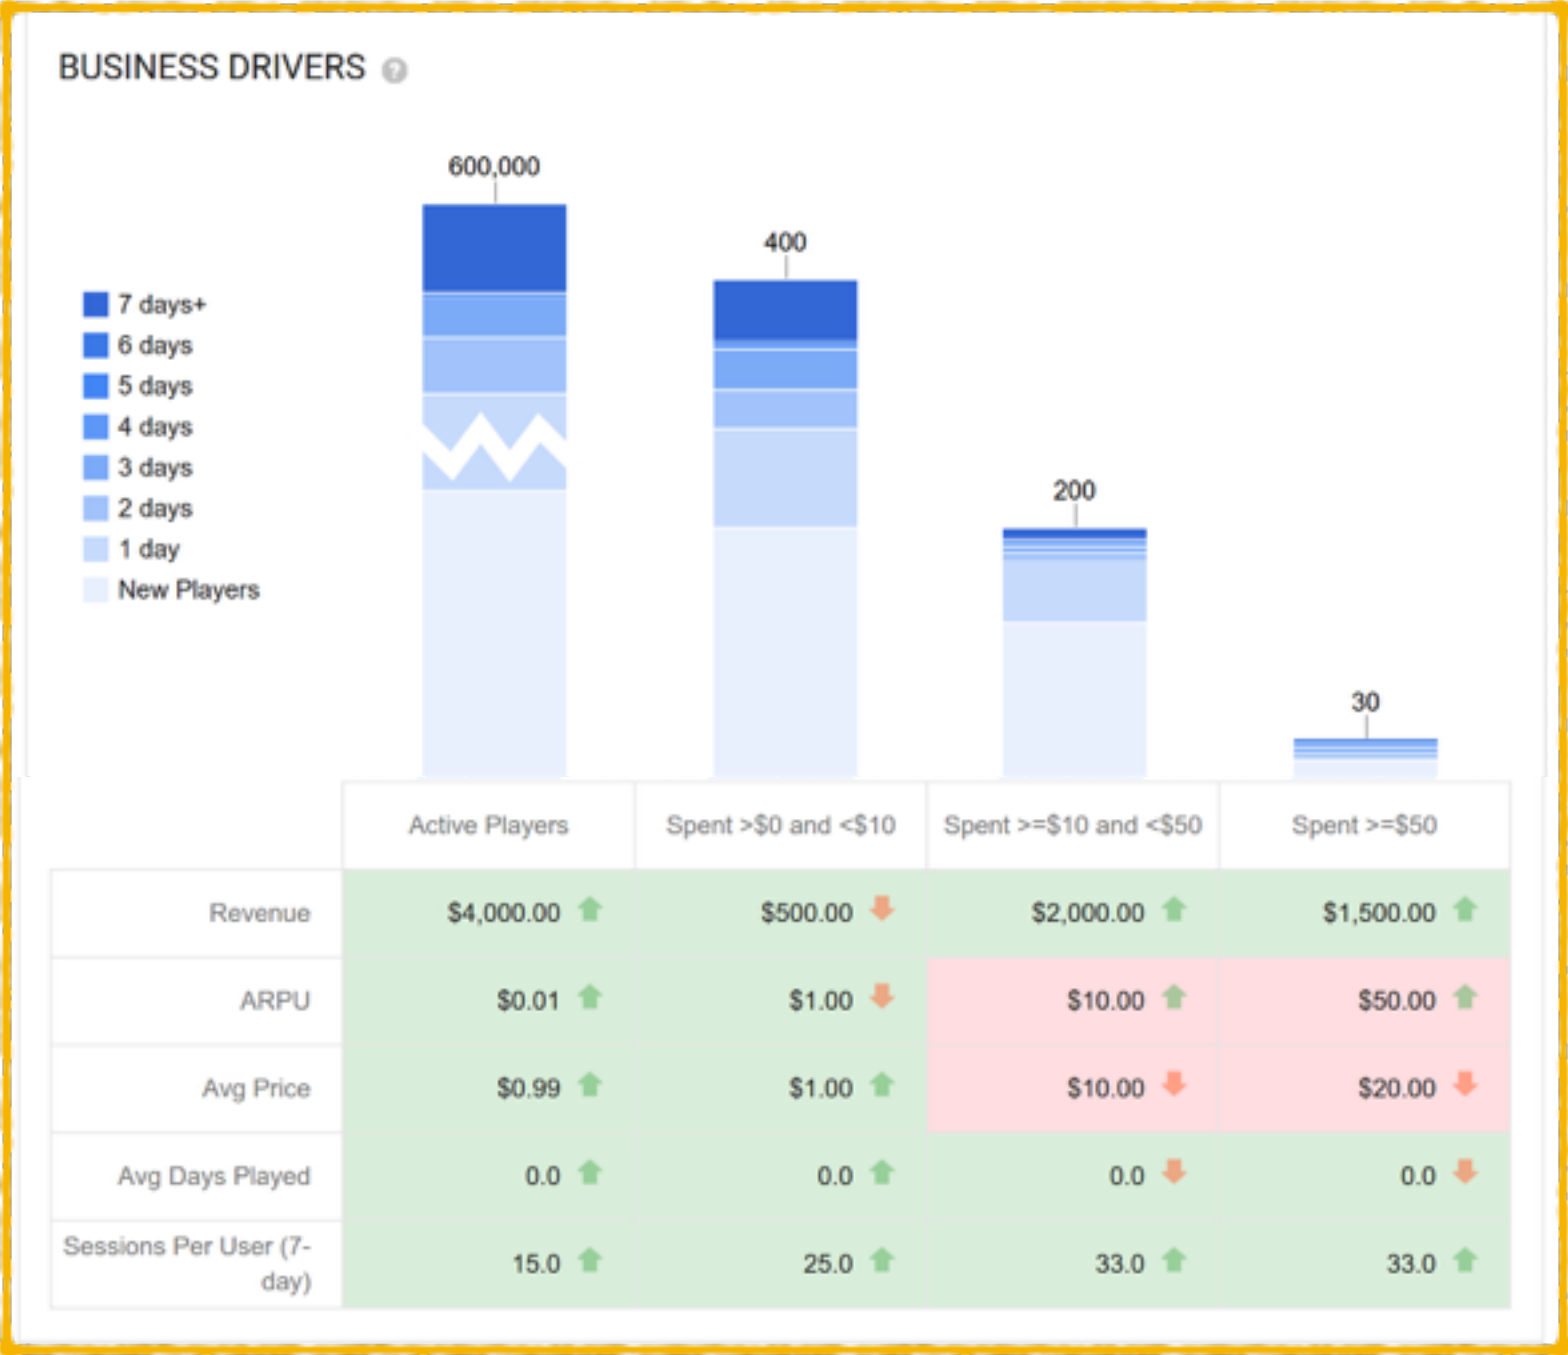 BUSINESS DRIVERS ?
600,000
400
7 days+
6 days
5 days
4 days
3 days
2 days
1 day
New Players
200
30
Active Players Spent >$0 and <$10 Spent >=$10 and <$50 Spent >=$50
Revenue $4,000.00 $500.00 $2,000.00 $1,500.00
ARPU $0.01 $1.00 $10.00 $50.00
Avg Price $0.99 $1.00 $10.00 $20.00
Avg Days Played 0.0 0.0 0.0 0.0
Sessions Per User (7-
day) 15.0 25.0 33.0 33.0